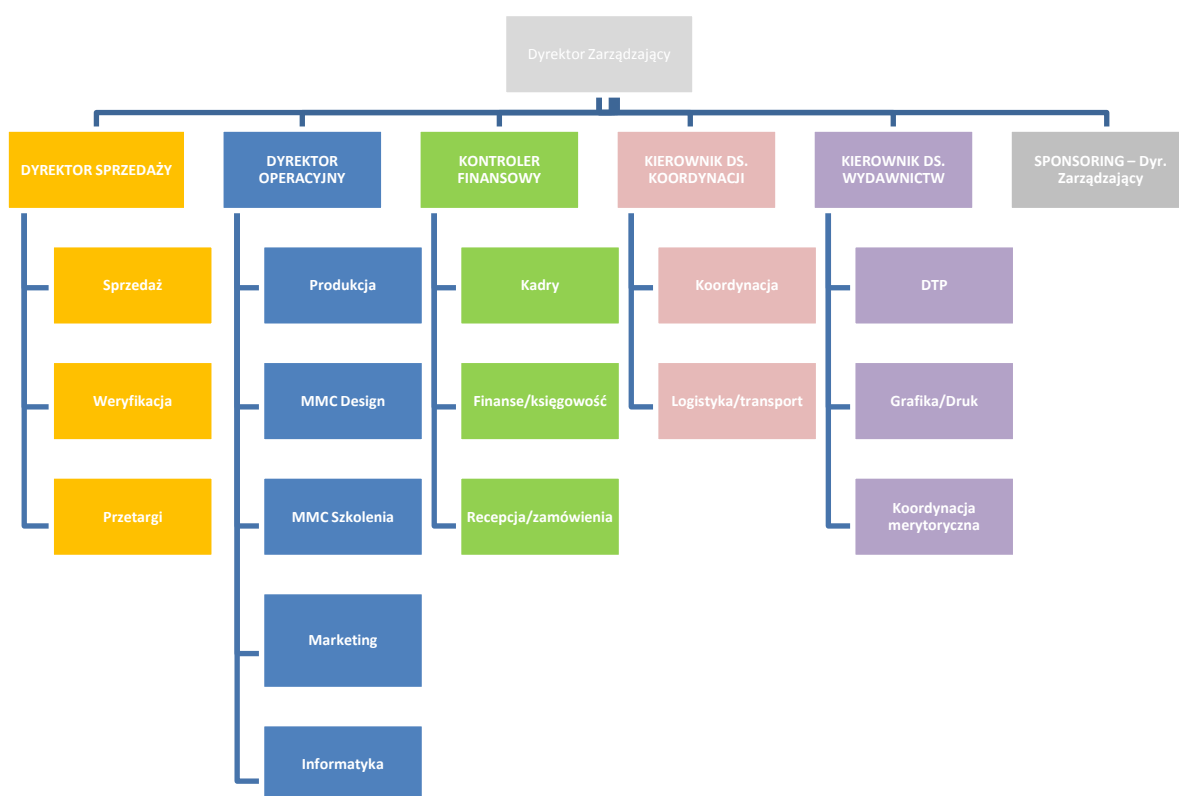 Dyrektor Zarządzający
DYREKTOR SPRZEDAŻY
DYREKTOR
OPERACYJNY
KONTROLER
FINANSOWY
KIEROWNIK DS.
KOORDYNACJI
KIEROWNIK DS.
WYDAWNICTW
SPONSORING – Dyr.
Zarządzający
Sprzedaż
Produkcja
Kadry
Koordynacja
DTP
Weryfikacja
MMC Design
Finanse/księgowość
Logistyka/transport
Grafika/Druk
Przetargi
MMC Szkolenia
Recepcja/zamówienia
Koordynacja
merytoryczna
Marketing
Informatyka